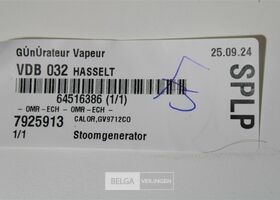 GÛnÛrateur Vapeur 25.09.24
VDB 032 HASSELT
64516386 (1/1)
— OMR-ECH — OMR-ECH —
7925913 CALOR,GV9712CO
1/1 Stoomgenerator
SPLP
BELGA VEILINGEN